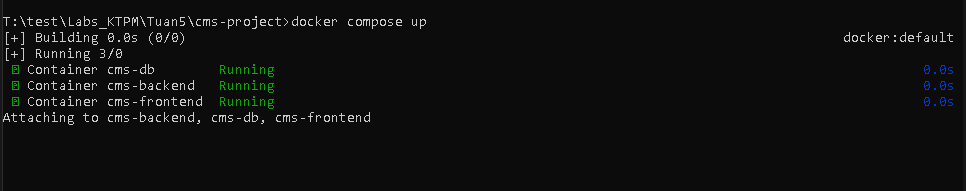 T:\test\Labs_KTPM\Tuan5\cms-project>docker compose up
[+] Building 0.0s (0/0) docker:default
[+] Running 3/0
Container cms-db Running 0.0s
Container cms-backend Running 0.0s
Container cms-frontend Running 0.0s
Attaching to cms-backend, cms-db, cms-frontend